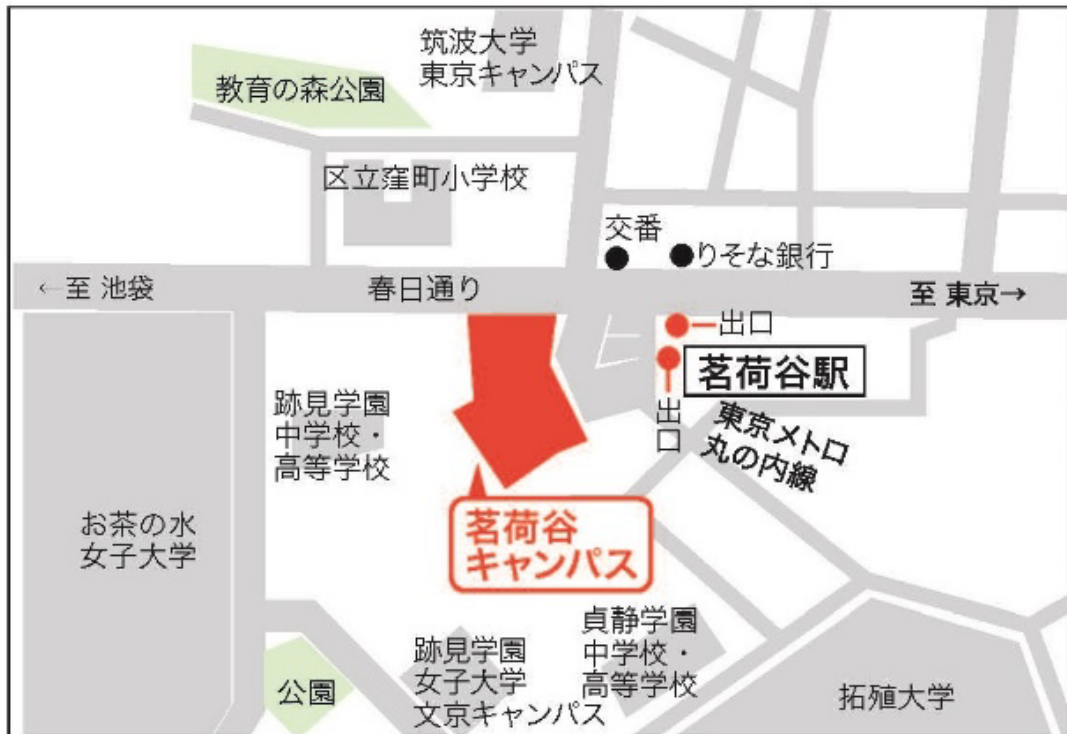 筑波大学
東京キャンパス
教育の森公園
区立窪町小学校
交番
りそな銀行
←至 池袋
春日通り
至 東京→
出口
茗荷谷駅
出口
東京メトロ
丸の内線
跡見学園
中学校・
高等学校
お茶の水
女子大学
茗荷谷
キャンパス
貞静学園
中学校・
高等学校
跡見学園
女子大学
文京キャンパス
公園
拓殖大学